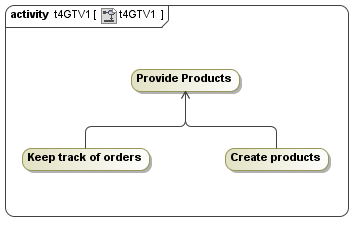 activity t4GTV1 [ t4GTV1 ]
Provide Products
Keep track of orders
Create products